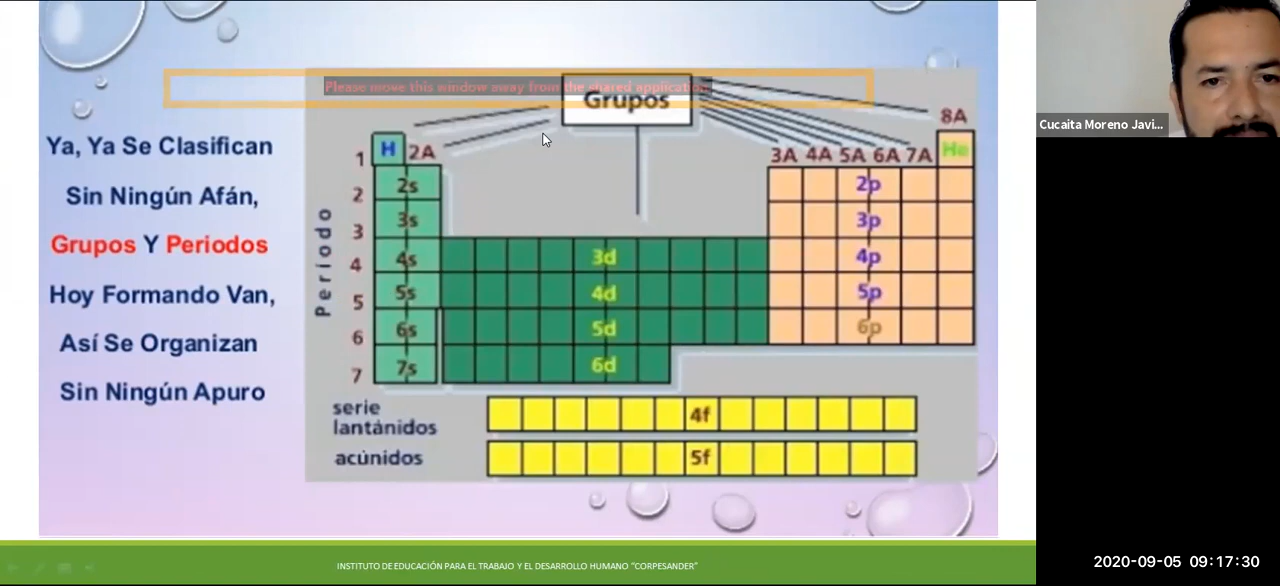 Please move this window away from the shared application
Grupos
Ya, Ya Se Clasifican
Sin Ningún Afán,
Grupos Y Periodos
Hoy Formando Van,
Así Se Organizan
Sin Ningún Apuro
Periodo
8A
1 H 2A 3A 4A 5A 6A 7A He
2 2s 2p
3 3s 3p
4 4s 3d 4p
5 5s 4d 5p
6 6s 5d 6p
7 7s 6d
serie
lantánidos 4f
acúnidos 5f
INSTITUTO DE EDUCACIÓN PARA EL TRABAJO Y EL DESARROLLO HUMANO "CORPESANDER"
Cucaita Moreno Javi...
2020-09-05 09:17:30